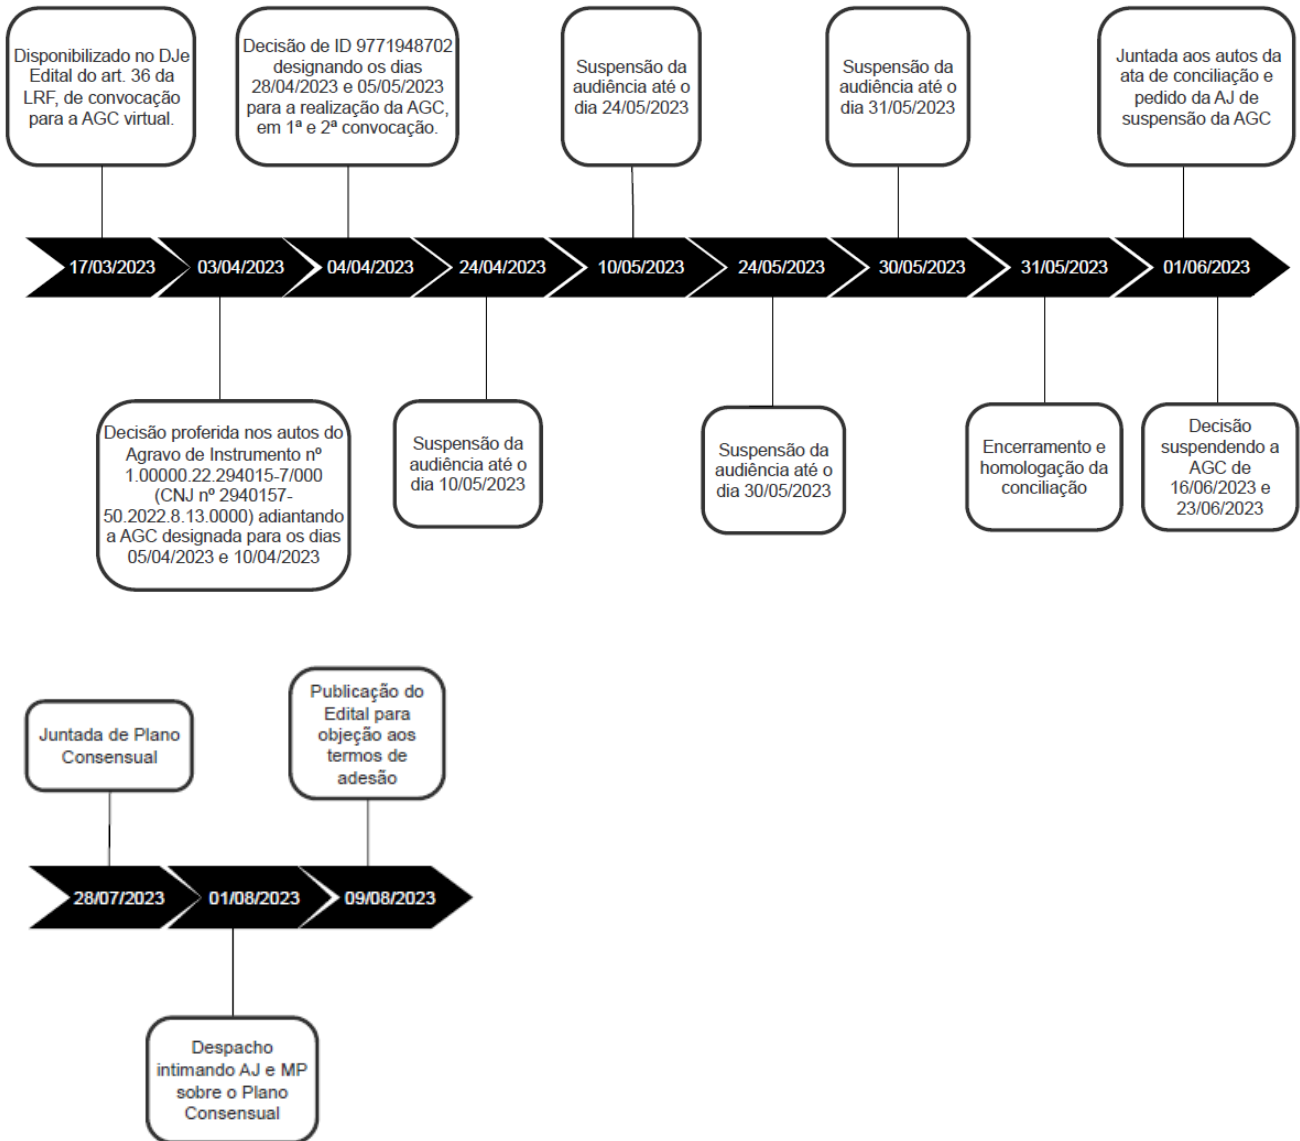 Disponibilizado no DJe
Edital do art. 36 da
LRF, de convocação
para a AGC virtual.
Decisão de ID 9771948702
designando os dias
28/04/2023 e 05/05/2023
para a realização da AGC,
em 1ª e 2ª convocação.
Suspensão da
audiência até o
dia 24/05/2023
Suspensão da
audiência até o
dia 31/05/2023
Juntada aos autos da
ata de conciliação e
pedido da AJ de
suspensão da AGC
17/03/2023
03/04/2023
04/04/2023
24/04/2023
10/05/2023
24/05/2023
30/05/2023
31/05/2023
01/06/2023
Decisão proferida nos autos do
Agravo de Instrumento nº
1.00000.22.294015-7/000
(CNJ nº 2940157-
50.2022.8.13.0000) adiantando
a AGC designada para os dias
05/04/2023 e 10/04/2023
Suspensão da
audiência até o
dia 10/05/2023
Suspensão da
audiência até o
dia 30/05/2023
Encerramento e
homologação da
conciliação
Decisão
suspendendo a
AGC de
16/06/2023 e
23/06/2023
Juntada de Plano
Consensual
Publicação do
Edital para
objeção aos
termos de
adesão
28/07/2023
01/08/2023
09/08/2023
Despacho
intimando AJ e MP
sobre o Plano
Consensual